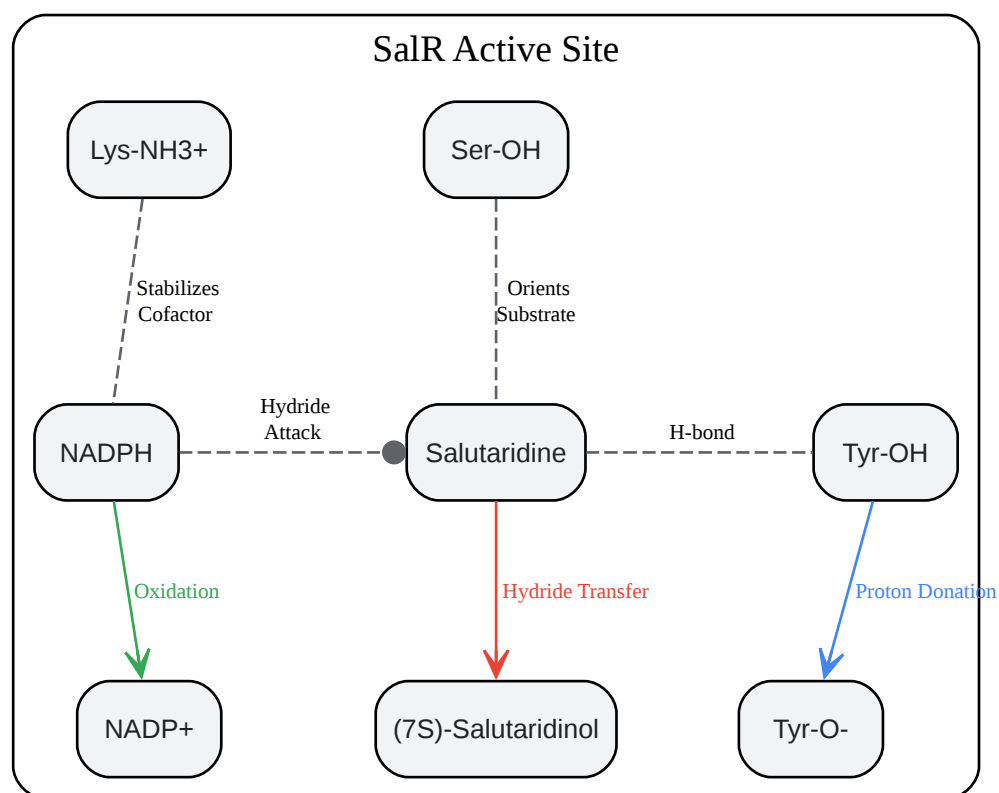 SalR Active Site
Lys-NH3+
Ser-OH
Stabilizes
Cofactor
Orients
Substrate
Hydride
Attack
H-bond
NADPH
Salutaridine
Tyr-OH
Oxidation
Hydride Transfer
Proton Donation
NADP+
(7S)-Salutaridinol
Tyr-O-